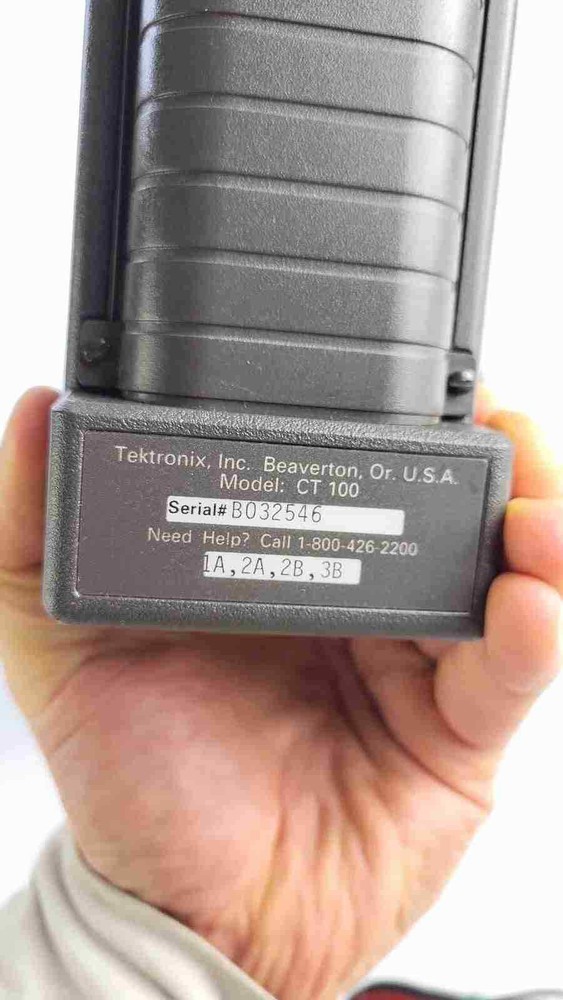 Tektronix, Inc. Beaverton, Or. U.S.A.
Model: CT 100
Serial# B032546
Need Help? Call 1-800-426-2200
1A,2A,2B,3B